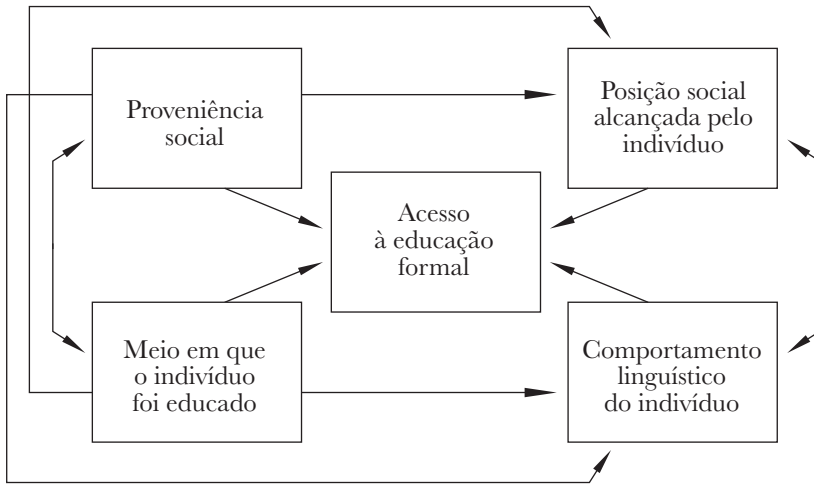 Proveniência
social
Posição social
alcançada pelo
indivíduo
Acesso
à educação
formal
Meio em que
o indivíduo
foi educado
Comportamento
linguístico
do indivíduo